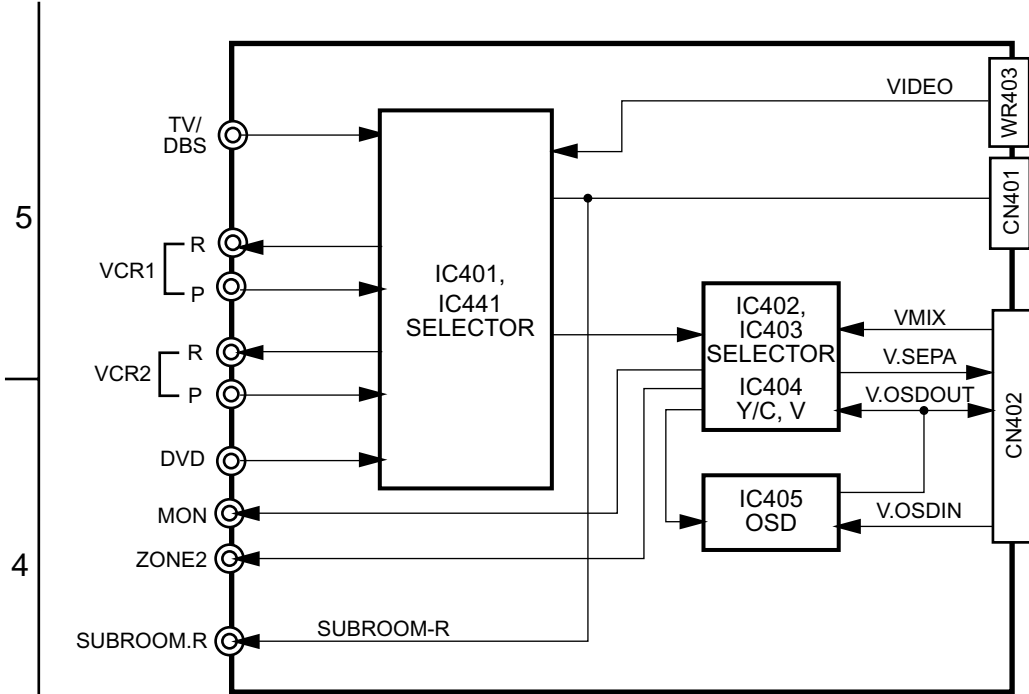 VIDEO
WR403
TV/
DBS
CN401
5
R
VCR1
P
IC401,
IC441
SELECTOR
IC402,
IC403
SELECTOR
IC404
Y/C, V
VMIX
V.SEPA
V.OSDOUT
CN402
R
VCR2
P
DVD
IC405
OSD
V.OSDIN
MON
ZONE2
4
SUBROOM.R
SUBROOM-R